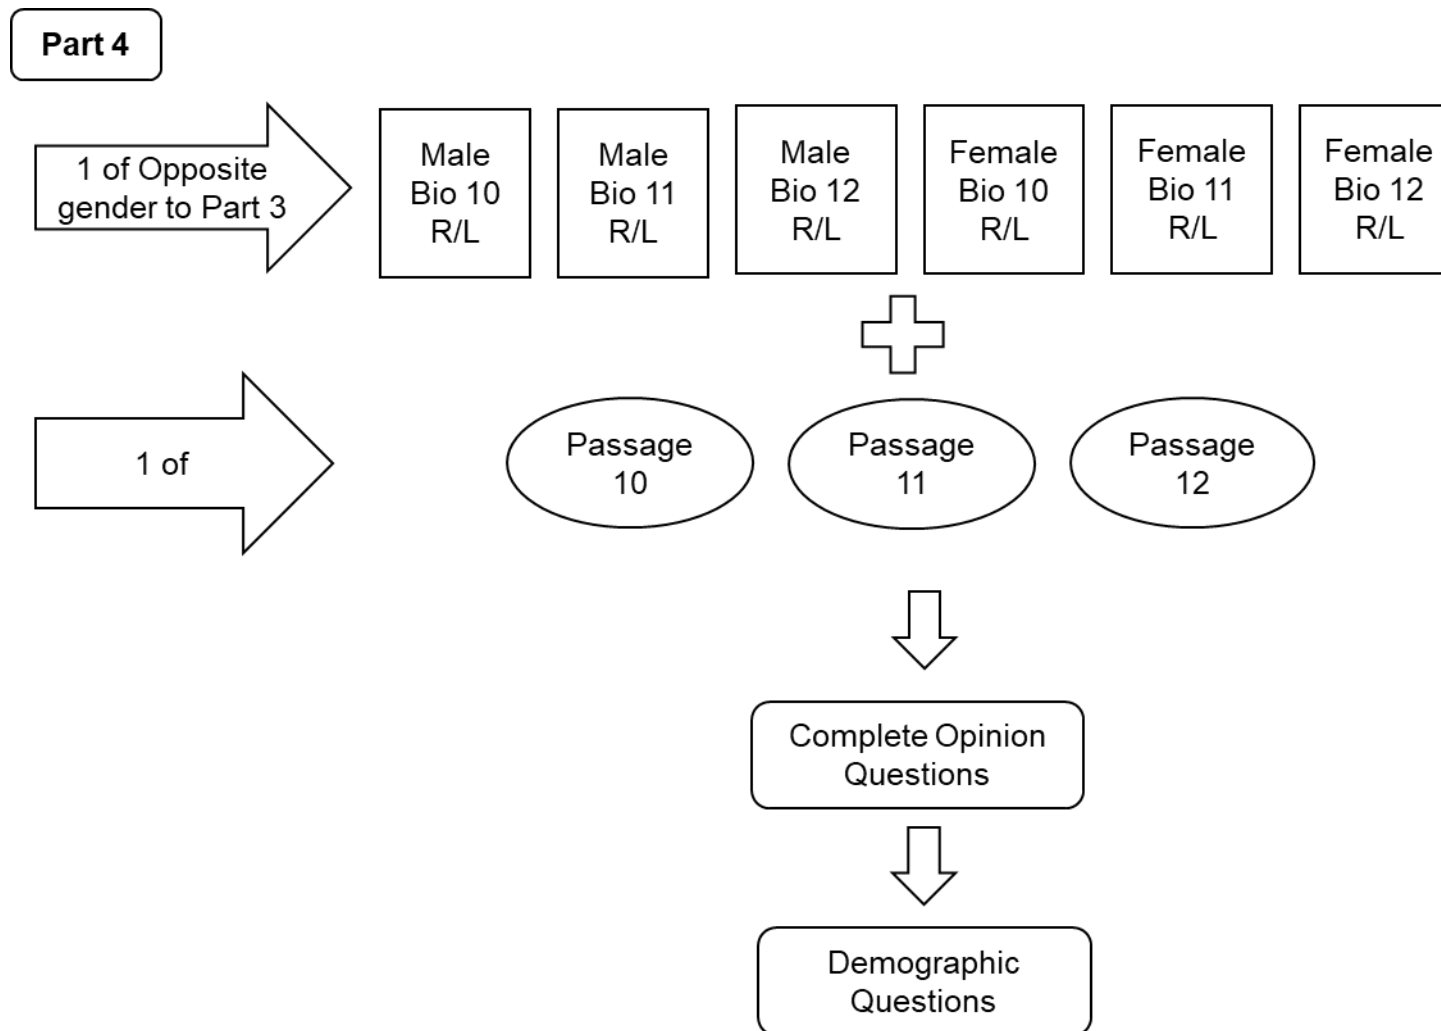 Part 4
1 of Opposite
gender to Part 3
Male
Bio 10
R/L
Male
Bio 11
R/L
Male
Bio 12
R/L
Female
Bio 10
R/L
Female
Bio 11
R/L
Female
Bio 12
R/L
1 of
Passage
10
Passage
11
Passage
12
Complete Opinion
Questions
Demographic
Questions